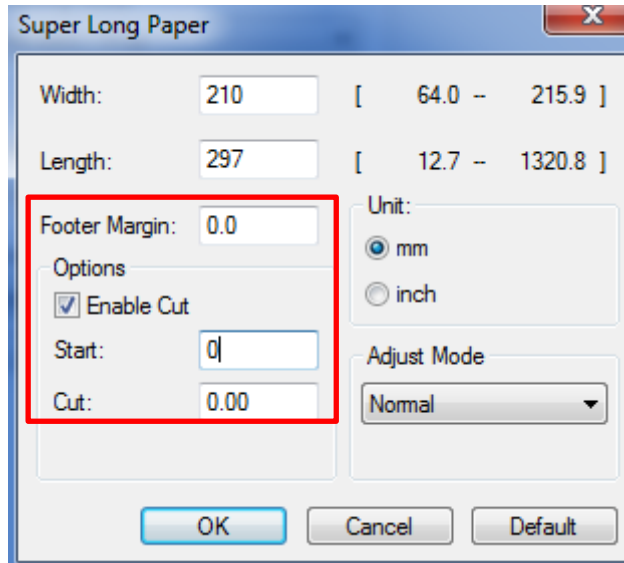 Super Long Paper
x
Width: 210 [ 64.0 -- 215.9 ]
Length: 297 [ 12.7 -- 1320.8 ]
Footer Margin: 0.0
Unit:
mm
Options
Enable Cut
inch
Start: 0
Adjust Mode
Cut: 0.00
Normal
OK Cancel Default